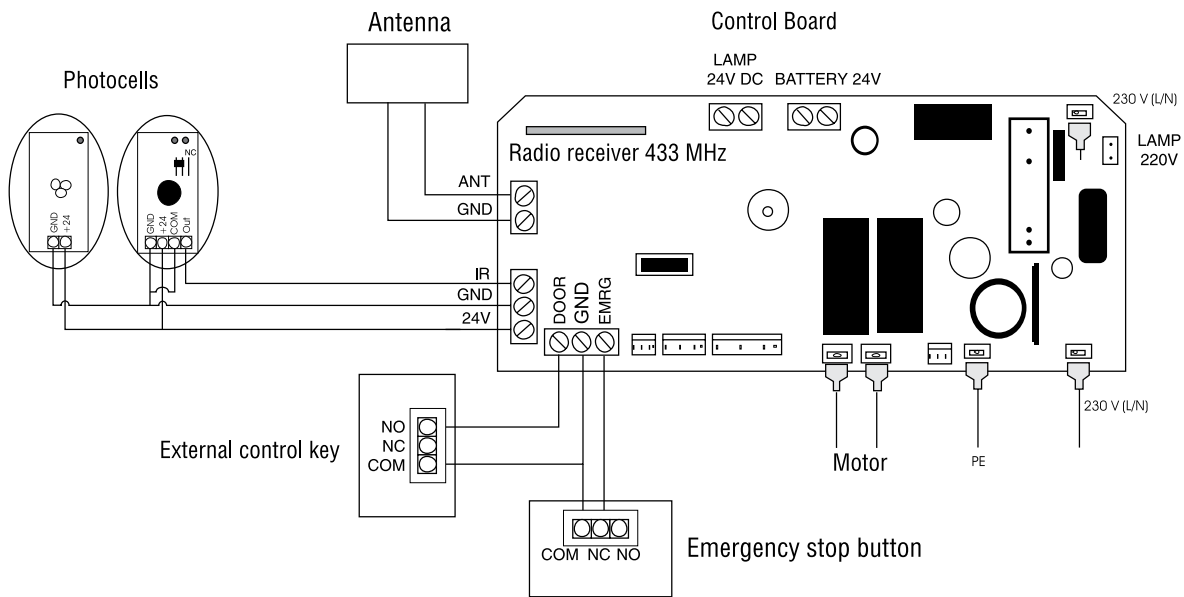 Antenna
Control Board
Photocells
LAMP
24V DC
BATTERY 24V
230 V (L/N)
LAMP
220V
Radio receiver 433 MHz
NC
ANT
GND
GND
+24
GND
+24
COM
Out
IR
GND
24V
DOOR
GND
EMRG
NO
NC
COM
External control key
230 V (L/N)
Motor
PE
COM NC NO
Emergency stop button